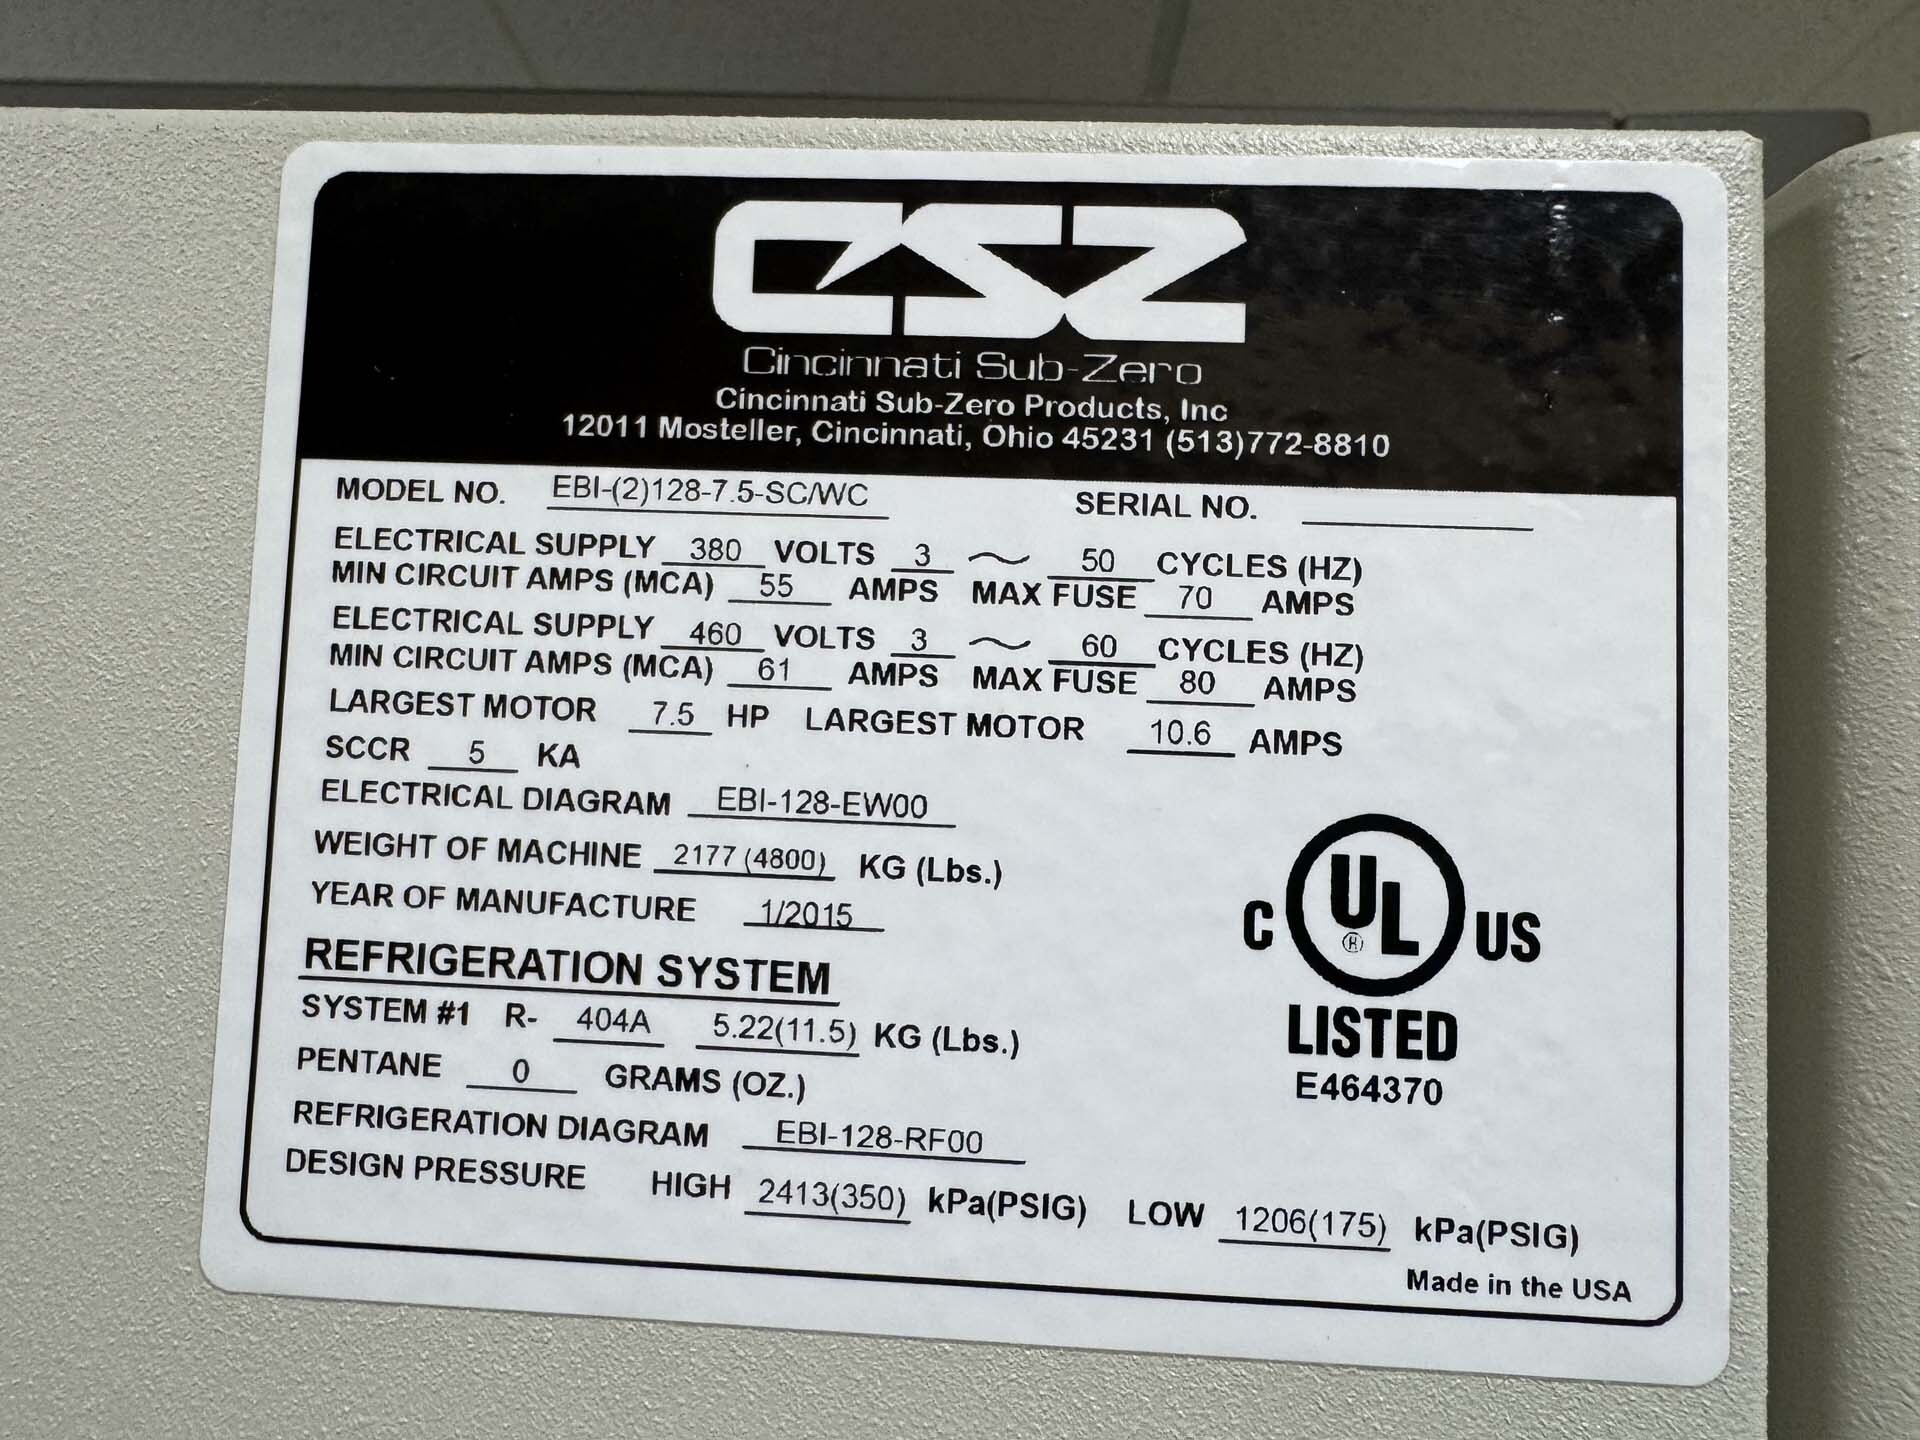 CSZ
Cincinnati Sub-Zero
Cincinnati Sub-Zero Products, Inc
12011 Mosteller, Cincinnati, Ohio 45231 (513)772-8810
MODEL NO. EBI-(2)128-7.5-SC/WC SERIAL NO.
ELECTRICAL SUPPLY 380 VOLTS 3 ~ 50 CYCLES (HZ)
MIN CIRCUIT AMPS (MCA) 55 AMPS MAX FUSE 70 AMPS
ELECTRICAL SUPPLY 460 VOLTS 3 ~ 60 CYCLES (HZ)
MIN CIRCUIT AMPS (MCA) 61 AMPS MAX FUSE 80 AMPS
LARGEST MOTOR 7.5 HP LARGEST MOTOR 10.6 AMPS
SCCR 5 KA
ELECTRICAL DIAGRAM EBI-128-EW00
WEIGHT OF MACHINE 2177 (4800) KG (Lbs.)
YEAR OF MANUFACTURE 1/2015
REFRIGERATION SYSTEM
SYSTEM #1 R- 404A 5.22(11.5) KG (Lbs.)
PENTANE 0 GRAMS (OZ.)
REFRIGERATION DIAGRAM EBI-128-RF00
DESIGN PRESSURE HIGH 2413(350) kPa(PSIG) LOW 1206(175) kPa(PSIG)
C UL ® US
LISTED
E464370
Made in the USA